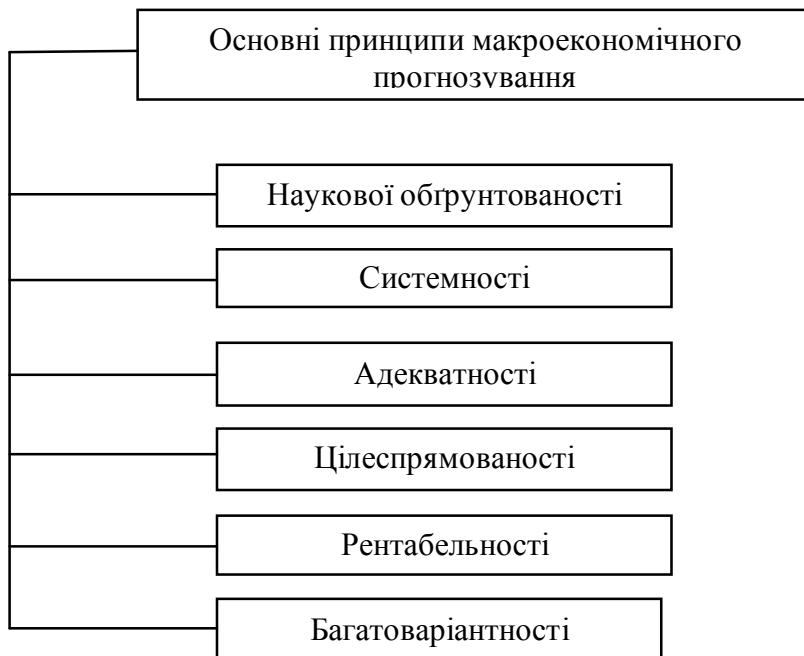 Основні принципи макроекономічного
прогнозування
Наукової обґрунтованості
Системності
Адекватності
Цілеспрямованості
Рентабельності
Багатоваріантності